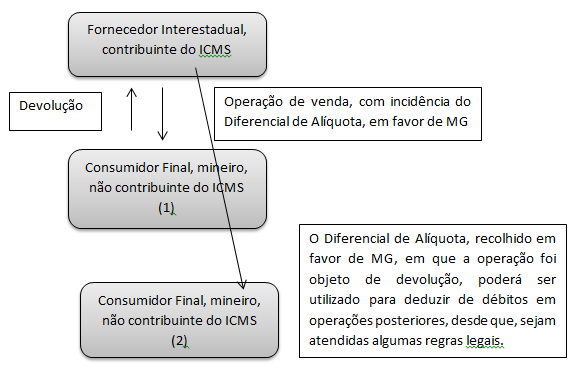 Fornecedor Interestadual,
contribuinte do ICMS
Devolução
Operação de venda, com incidência do
Diferencial de Alíquota, em favor de MG
Consumidor Final, mineiro,
não contribuinte do ICMS
(1)
O Diferencial de Alíquota, recolhido em
favor de MG, em que a operação foi
objeto de devolução, poderá ser
utilizado para deduzir de débitos em
operações posteriores, desde que, sejam
atendidas algumas regras legais.
Consumidor Final, mineiro,
não contribuinte do ICMS
(2)